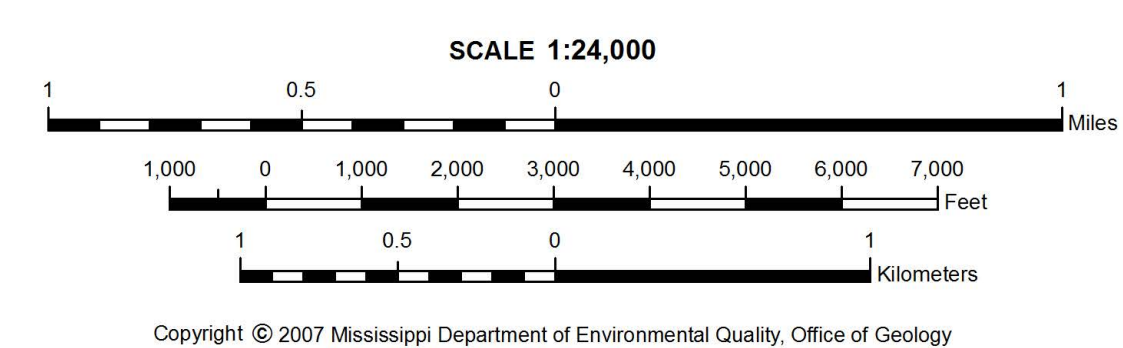 SCALE 1:24,000
1 0.5 0 1
Miles
1,000 0 1,000 2,000 3,000 4,000 5,000 6,000 7,000
Feet
1 0.5 0 1
Kilometers
Copyright © 2007 Mississippi Department of Environmental Quality, Office of Geology